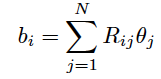 b_i = \sum_{j=1}^{N} R_{ij} \theta_j